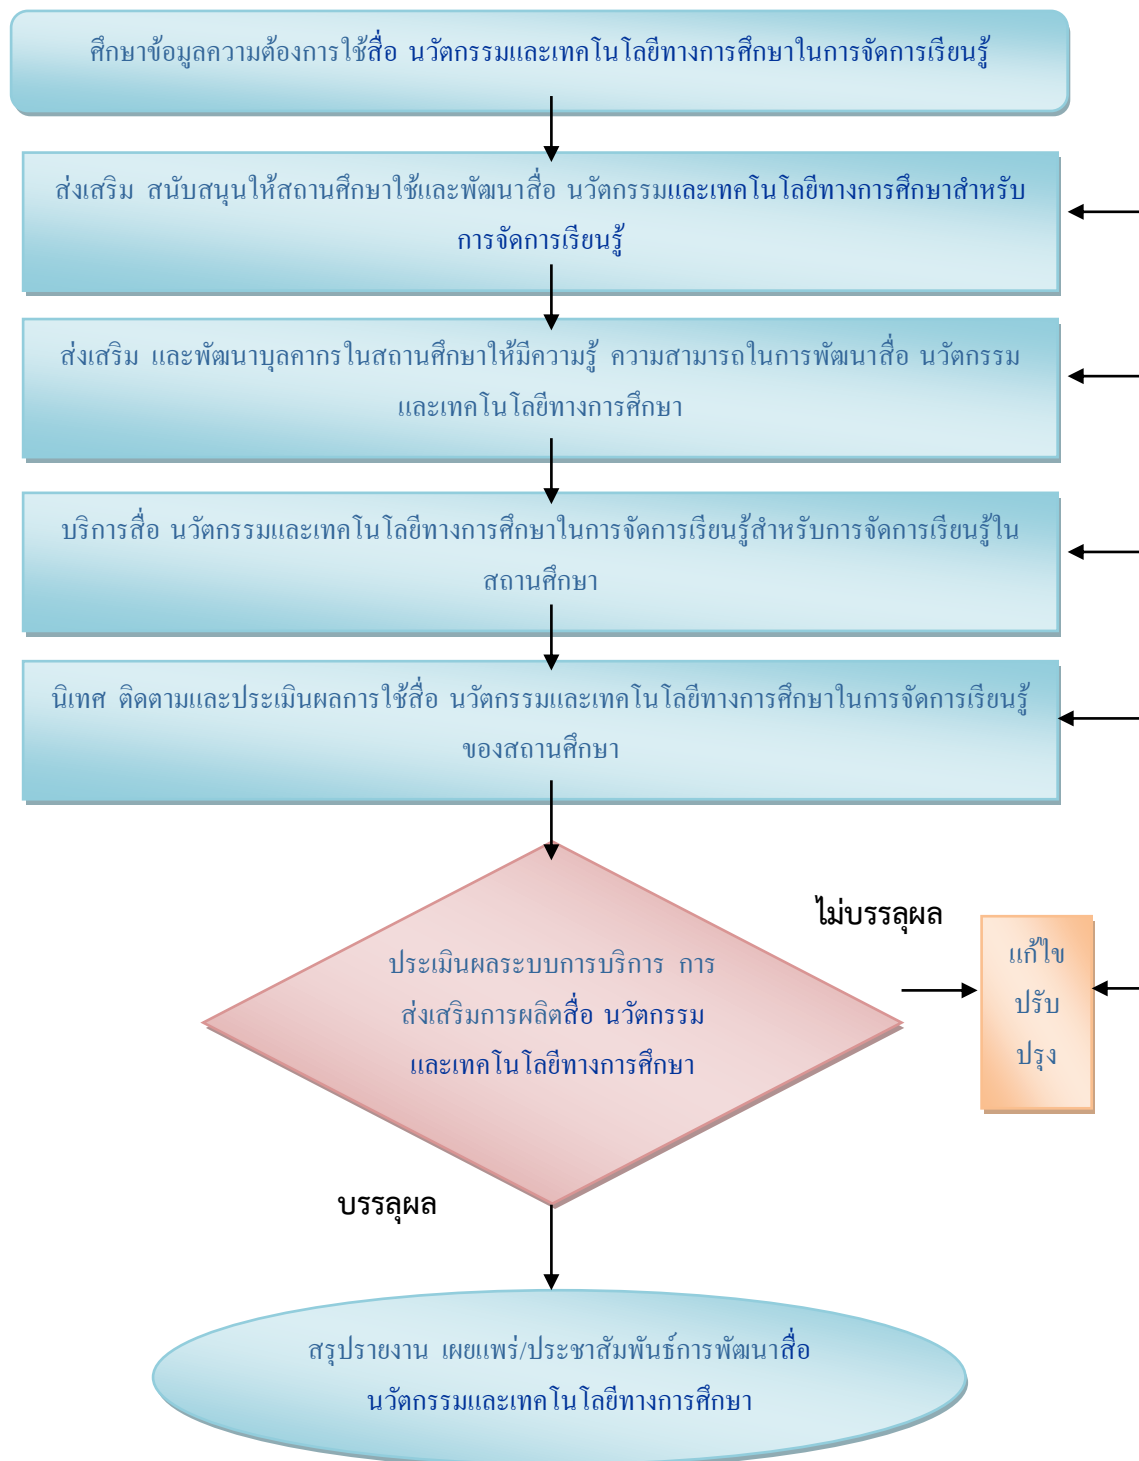 ศึกษาข้อมูลความต้องการใช้สื่อ นวัตกรรมและเทคโนโลยีทางการศึกษาในการจัดการเรียนรู้
ส่งเสริม สนับสนุนให้สถานศึกษาใช้และพัฒนาสื่อ นวัตกรรมและเทคโนโลยีทางการศึกษาสำหรับ
การจัดการเรียนรู้
ส่งเสริม และพัฒนาบุคลากรในสถานศึกษาให้มีความรู้ ความสามารถในการพัฒนาสื่อ นวัตกรรม
และเทคโนโลยีทางการศึกษา
บริการสื่อ นวัตกรรมและเทคโนโลยีทางการศึกษาในการจัดการเรียนรู้สำหรับการจัดการเรียนรู้ใน
สถานศึกษา
นิเทศ ติดตามและประเมินผลการใช้สื่อ นวัตกรรมและเทคโนโลยีทางการศึกษาในการจัดการเรียนรู้
ของสถานศึกษา
ประเมินผลระบบการบริการ การ
ส่งเสริมการผลิตสื่อ นวัตกรรม
และเทคโนโลยีทางการศึกษา
ไม่บรรลุผล
แก้ไข
ปรับ
ปรุง
บรรลุผล
สรุปรายงาน เผยแพร่/ประชาสัมพันธ์การพัฒนาสื่อ
นวัตกรรมและเทคโนโลยีทางการศึกษา